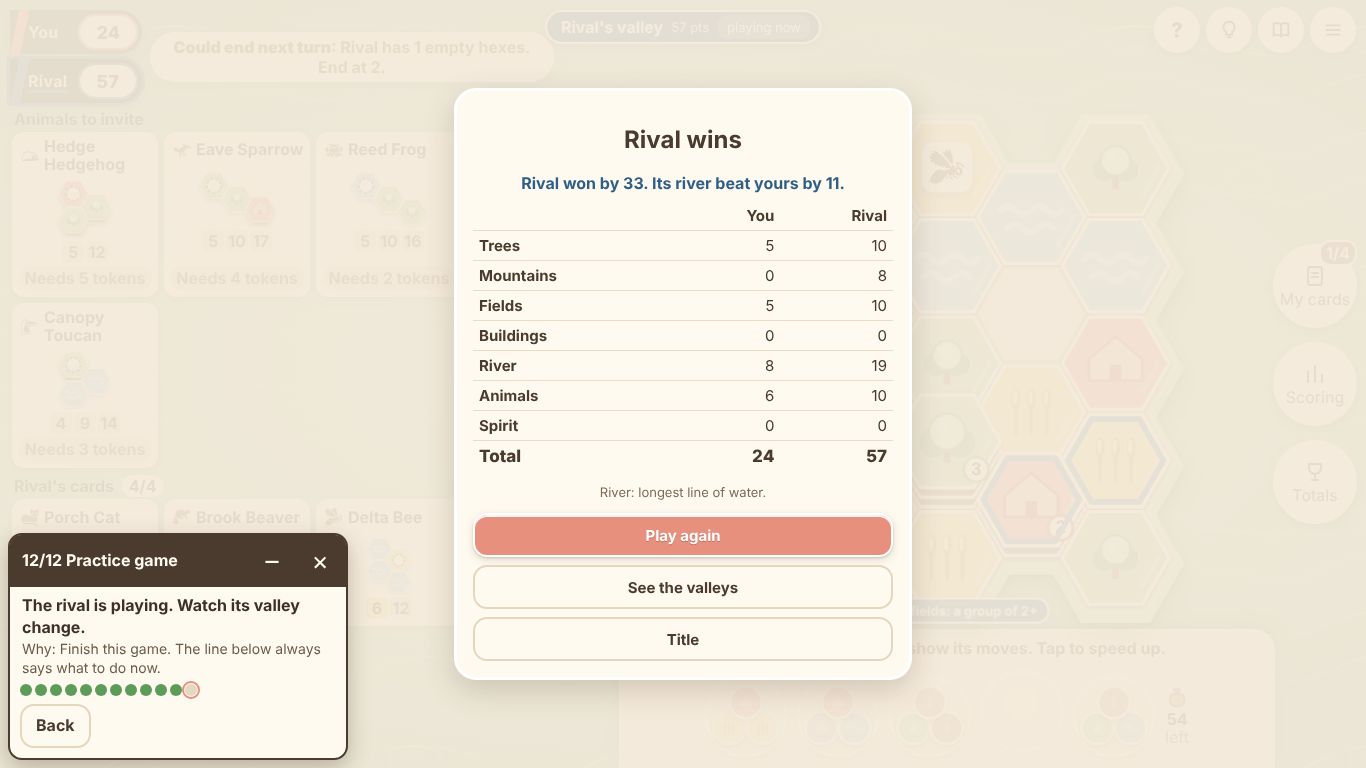 You 24
Rival 57
Could end next turn: Rival has 1 empty hexes.
End at 2.
Rival's valley 57 pts playing now
?
Animals to invite
Hedge
Hedgehog
5 12
Needs 5 tokens
Eave Sparrow
5 10 17
Needs 4 tokens
Reed Frog
5 10 16
Needs 2 tokens
Canopy
Toucan
4 9 14
Needs 3 tokens
Rival's cards 4/4
Porch Cat
Brook Beaver
Delta Bee
6 12
Rival wins
Rival won by 33. Its river beat yours by 11.
You Rival
Trees 5 10
Mountains 0 8
Fields 5 10
Buildings 0 0
River 8 19
Animals 6 10
Spirit 0 0
Total 24 57
River: longest line of water.
Play again
See the valleys
Title
1/4
My cards
Scoring
Totals
3
2
fields: a group of 2+
show its moves. Tap to speed up.
54
left
12/12 Practice game
The rival is playing. Watch its valley
change.
Why: Finish this game. The line below always
says what to do now.
Back